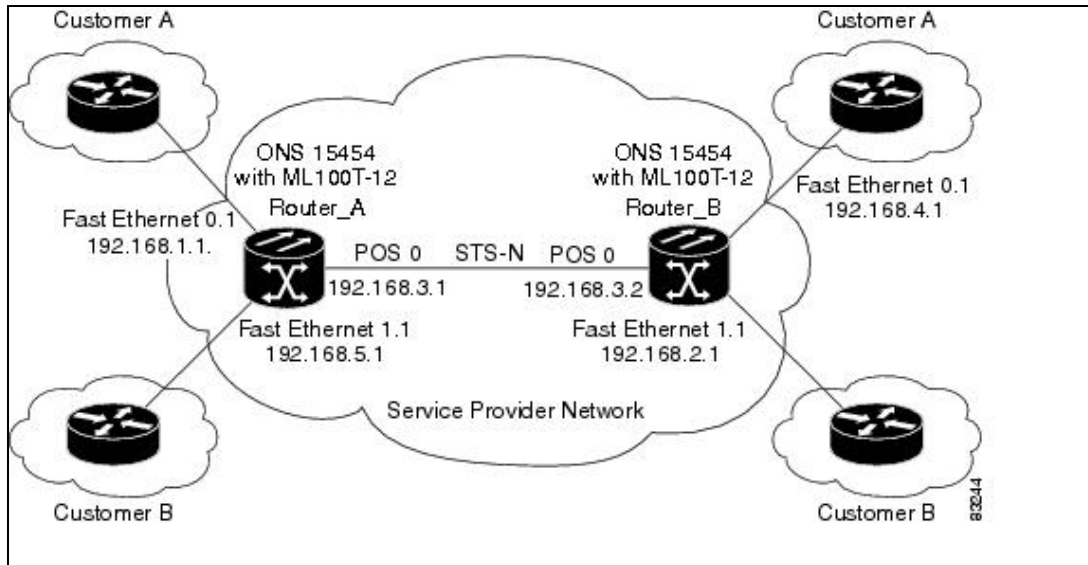 Customer A
Customer A
ONS 15454
with ML100T-12
Router_A
ONS 15454
with ML100T-12
Router_B
Fast Ethernet 0.1
192.168.1.1.
Fast Ethernet 0.1
192.168.4.1
POS 0
STS-N
POS 0
192.168.3.1
192.168.3.2
Fast Ethernet 1.1
192.168.5.1
Fast Ethernet 1.1
192.168.2.1
Service Provider Network
Customer B
Customer B
83244